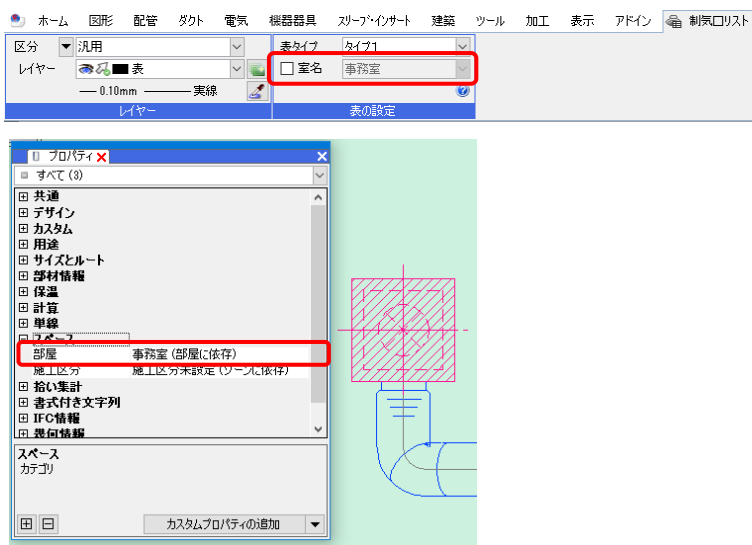 ホーム 図形 配管 ダクト 電気 機器器具 スリーブ・インサート 建築 ツール 加工 表示 アドイン 制気口リスト
区分 汎用 表タイプ タイプ1
レイヤー 表 室名 事務室
0.10mm 実線
レイヤー 表の設定
プロパティ
すべて (3)
共通
デザイン
カスタム
用途
サイズとルート
部材情報
保温
計算
単線
スペース
部屋 事務室 (部屋に依存)
施工区分 施工区分未設定 (ゾーンに依存)
拾い集計
書式付き文字列
IFC情報
幾何情報
スペース
カテゴリ
カスタムプロパティの追加